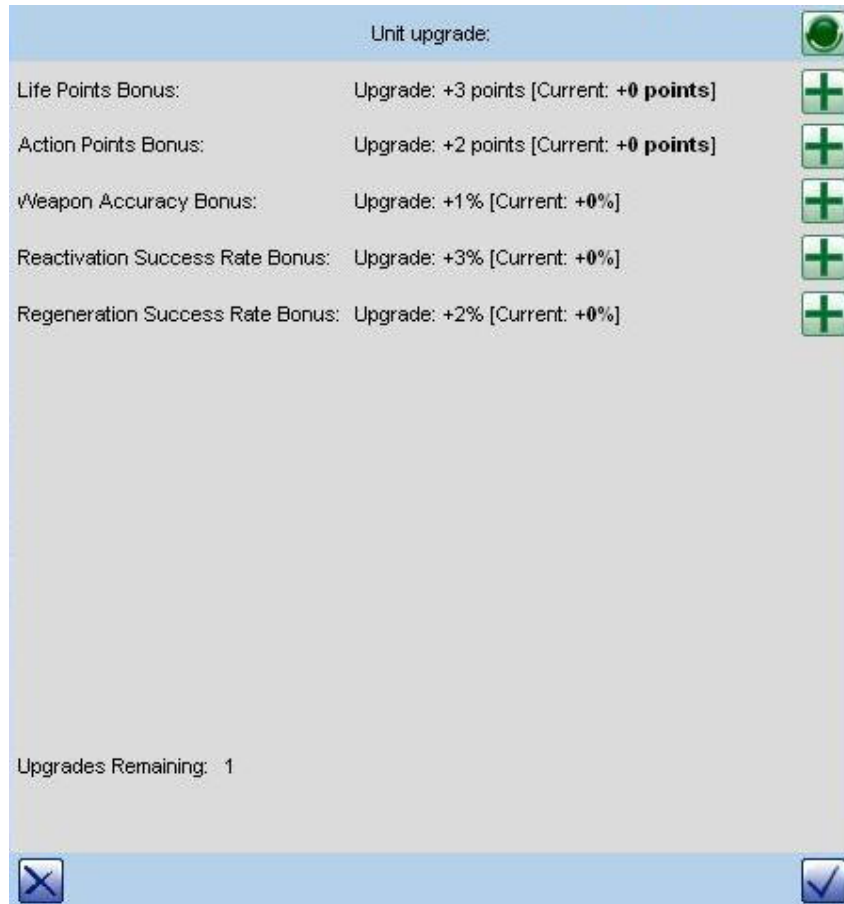 Unit upgrade:
Life Points Bonus: Upgrade: +3 points [Current: +0 points]
Action Points Bonus: Upgrade: +2 points [Current: +0 points]
Weapon Accuracy Bonus: Upgrade: +1% [Current: +0%]
Reactivation Success Rate Bonus: Upgrade: +3% [Current: +0%]
Regeneration Success Rate Bonus: Upgrade: +2% [Current: +0%]
Upgrades Remaining: 1